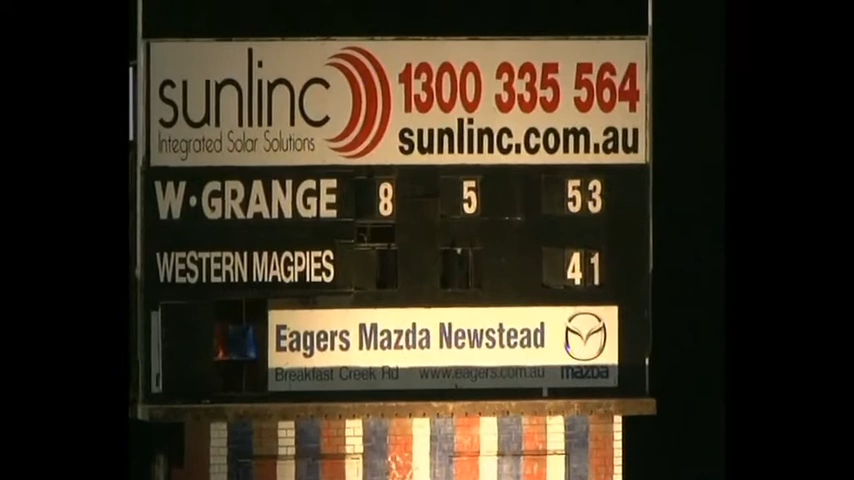 sunlinc
Integrated Solar Solutions
1300 335 564
sunlinc.com.au
W·GRANGE 8 5 53
WESTERN MAGPIES 41
Eagers Mazda Newstead
Breakfast Creek Rd www.eagers.com.au mazda